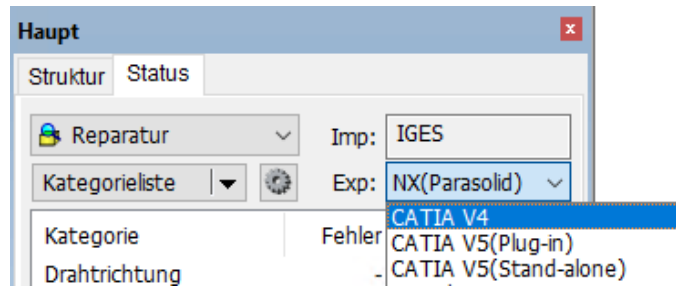 Haupt
Struktur Status
Reparatur Imp: IGES
Kategorieliste Exp: NX(Parasolid)
CATIA V4
Kategorie Fehler CATIA V5(Plug-in)
Drahtrichtung - CATIA V5(Stand-alone)